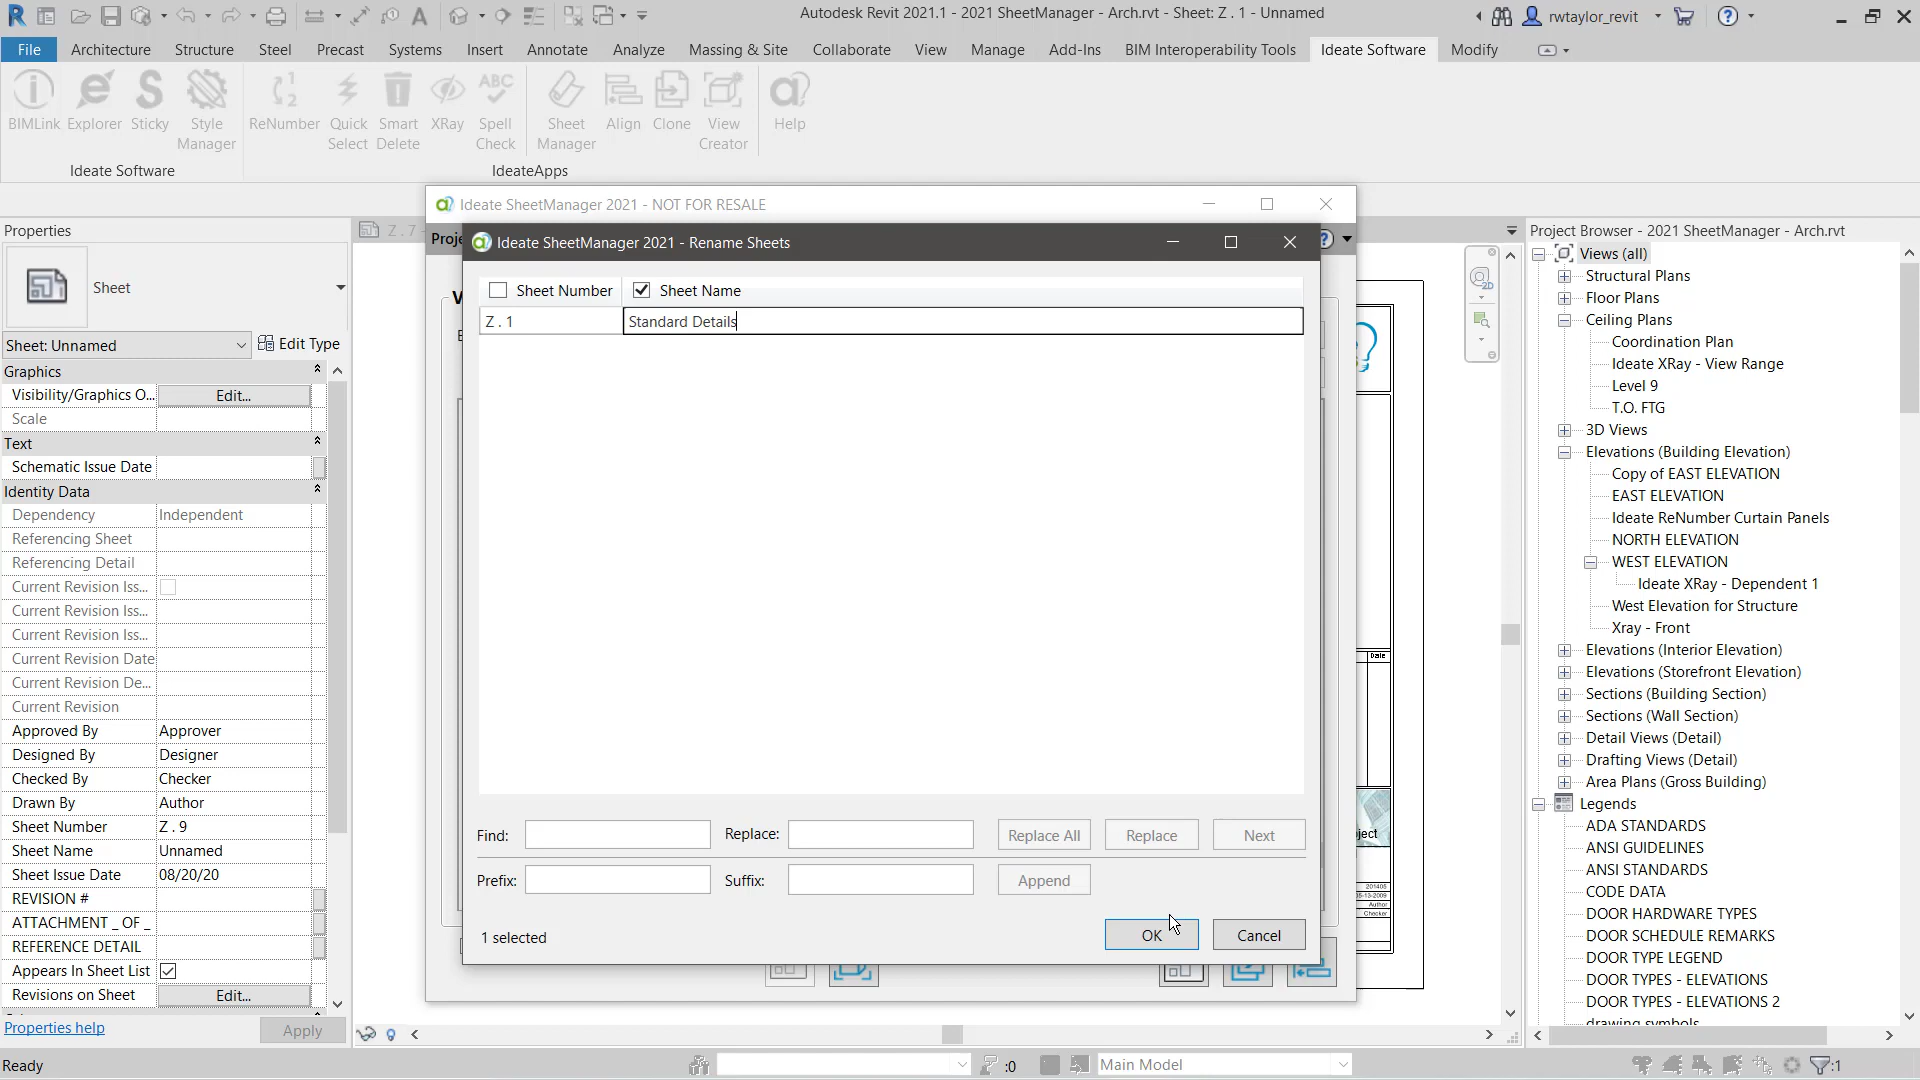 Autodesk Revit 2021.1 - 2021 SheetManager - Arch.rvt - Sheet: Z . 1 - Unnamed
rwtaylor_revit
File Architecture Structure Steel Precast Systems Insert Annotate Analyze Massing & Site Collaborate View Manage Add-Ins BIM Interoperability Tools Ideate Software Modify
BIMLink Explorer Sticky Style Manager
ReNumber Quick Select Smart Delete XRay Spell Check
Sheet Manager Align Clone View Creator
Help
Ideate Software
IdeateApps
Properties
Sheet
Sheet: Unnamed
Edit Type
Graphics
Visibility/Graphics O... Edit...
Scale
Text
Schematic Issue Date
Identity Data
Dependency Independent
Referencing Sheet
Referencing Detail
Current Revision Iss...
Current Revision Iss...
Current Revision Iss...
Current Revision Date
Current Revision De...
Current Revision
Approved By Approver
Designed By Designer
Checked By Checker
Drawn By Author
Sheet Number Z . 9
Sheet Name Unnamed
Sheet Issue Date 08/20/20
REVISION #
ATTACHMENT _ OF _
REFERENCE DETAIL
Appears In Sheet List
Revisions on Sheet Edit...
Properties help
Apply
Ready
Z . 7
Ideate SheetManager 2021 - NOT FOR RESALE
Ideate SheetManager 2021 - Rename Sheets
Sheet Number Sheet Name
Z . 1 Standard Details
Find: Replace: Replace All Replace Next
Prefix: Suffix: Append
1 selected
OK Cancel
Date
Author
Checker
:0
Main Model
Project Browser - 2021 SheetManager - Arch.rvt
Views (all)
Structural Plans
Floor Plans
Ceiling Plans
Coordination Plan
Ideate XRay - View Range
Level 9
T.O. FTG
3D Views
Elevations (Building Elevation)
Copy of EAST ELEVATION
EAST ELEVATION
Ideate ReNumber Curtain Panels
NORTH ELEVATION
WEST ELEVATION
Ideate XRay - Dependent 1
West Elevation for Structure
Xray - Front
Elevations (Interior Elevation)
Elevations (Storefront Elevation)
Sections (Building Section)
Sections (Wall Section)
Detail Views (Detail)
Drafting Views (Detail)
Area Plans (Gross Building)
Legends
ADA STANDARDS
ANSI GUIDELINES
ANSI STANDARDS
CODE DATA
DOOR HARDWARE TYPES
DOOR SCHEDULE REMARKS
DOOR TYPE LEGEND
DOOR TYPES - ELEVATIONS
DOOR TYPES - ELEVATIONS 2
drawing symbols
:1